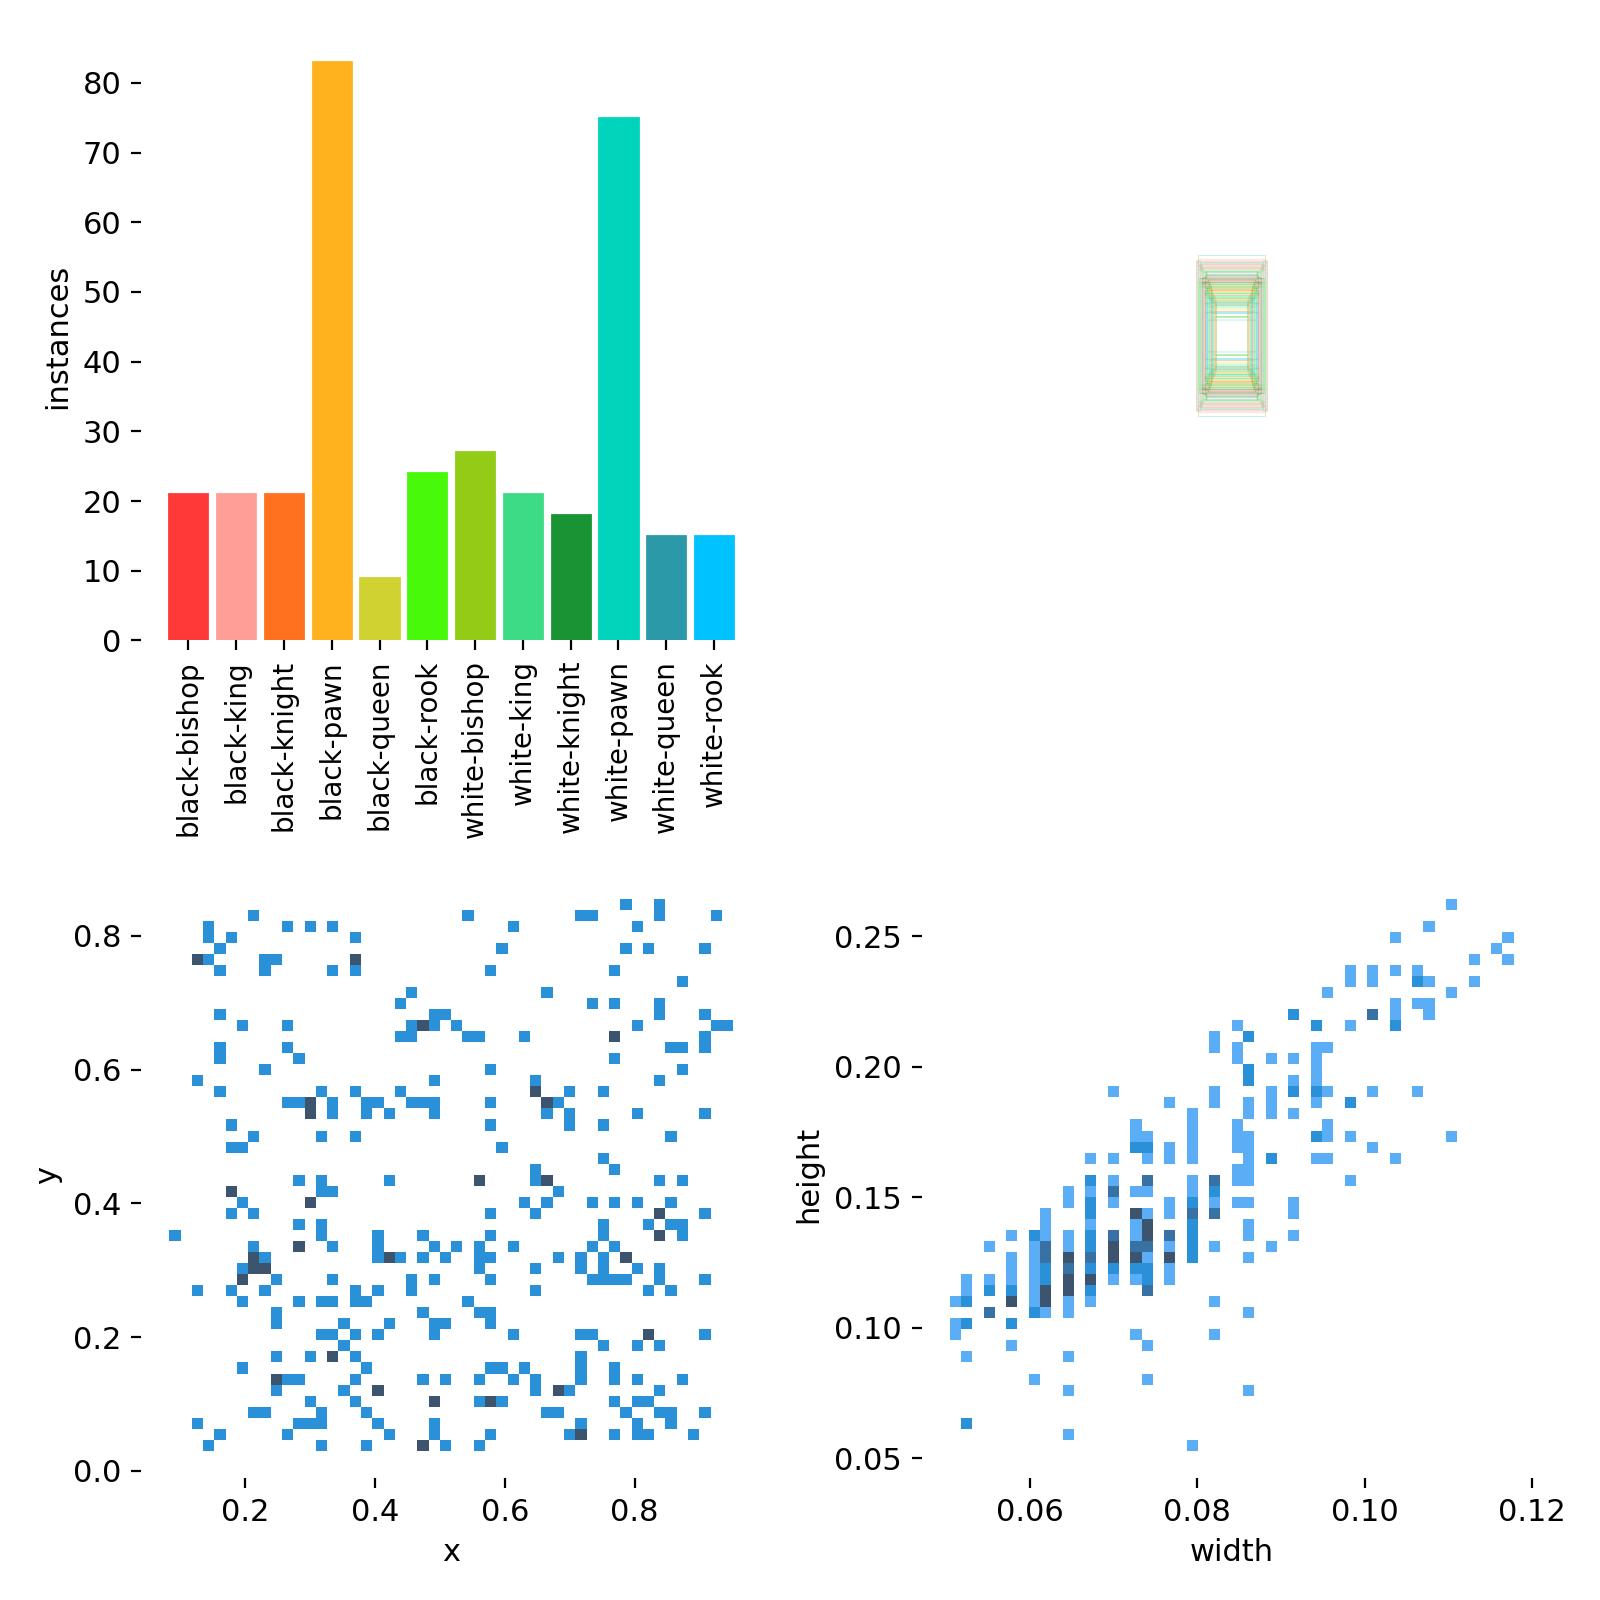 80
70
60
50
40
30
20
10
0
instances
black-bishop
black-king
black-knight
black-pawn
black-queen
black-rook
white-bishop
white-king
white-knight
white-pawn
white-queen
white-rook
0.8
0.6
0.4
0.2
0.0
y
0.2 0.4 0.6 0.8
x
0.25
0.20
0.15
0.10
0.05
height
0.06 0.08 0.10 0.12
width